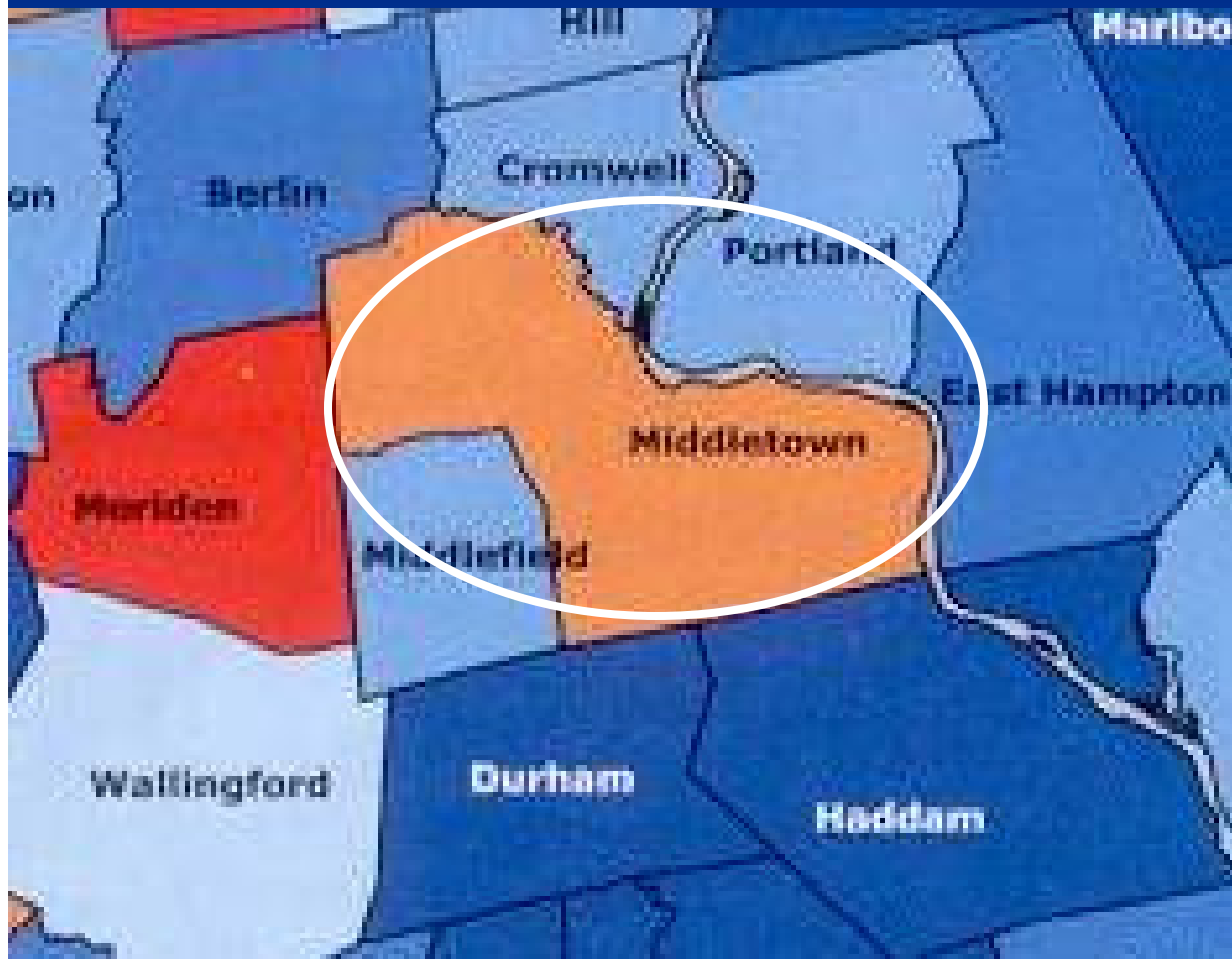 Hill
Marlbo
Cromwell
on
Berlin
Portland
East Hampton
Middletown
Meriden
Middlefield
Wallingford
Durham
Haddam